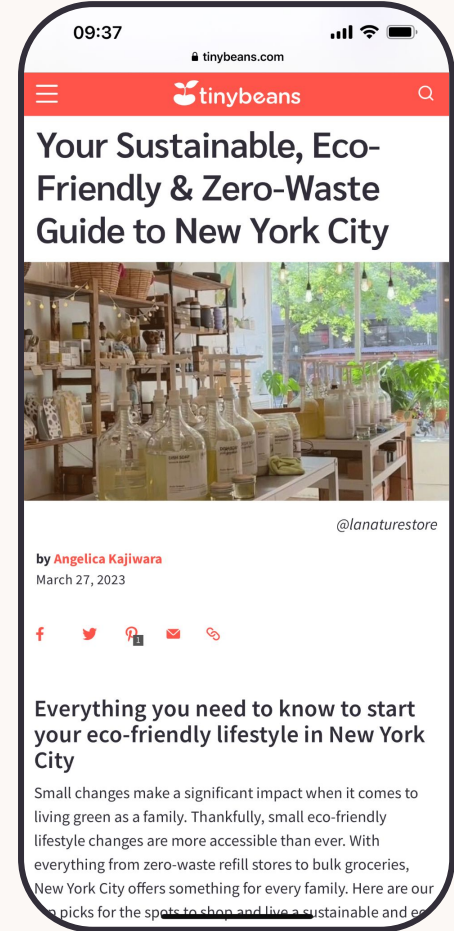 09:37
tinybeans.com
tinybeans
Your Sustainable, Eco-
Friendly & Zero-Waste
Guide to New York City
@lanaturestore
by Angelica Kajiwara
March 27, 2023
1
Everything you need to know to start
your eco-friendly lifestyle in New York
City
Small changes make a significant impact when it comes to
living green as a family. Thankfully, small eco-friendly
lifestyle changes are more accessible than ever. With
everything from zero-waste refill stores to bulk groceries,
New York City offers something for every family. Here are our
picks for the spots to shop and live a sustainable and